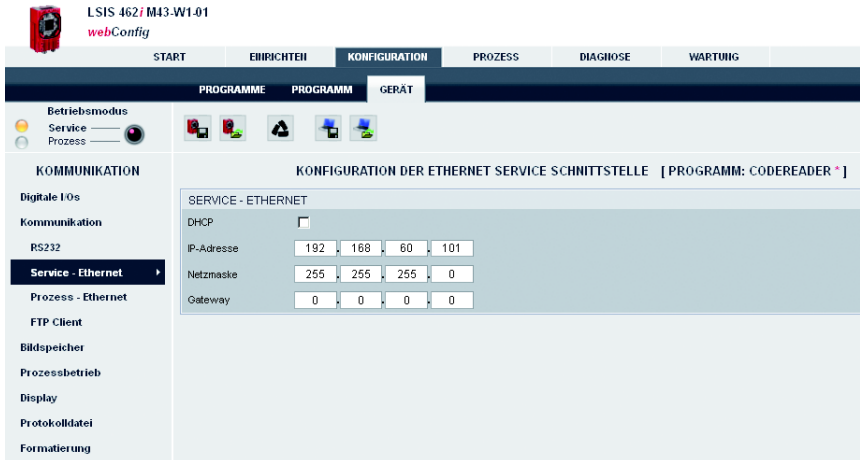 LSIS 462i M43-W1-01
webConfig
START EINRICHTEN KONFIGURATION PROZESS DIAGNOSE WARTUNG
PROGRAMME PROGRAMM GERÄT
Betriebsmodus
Service
Prozess
KOMMUNIKATION
KONFIGURATION DER ETHERNET SERVICE SCHNITTSTELLE [ PROGRAMM: CODEREADER * ]
Digitale I/Os
Kommunikation
RS232
Service - Ethernet
Prozess - Ethernet
FTP Client
Bildspeicher
Prozessbetrieb
Display
Protokolldatei
Formatierung
SERVICE - ETHERNET
DHCP
IP-Adresse 192 . 168 . 60 . 101
Netzmaske 255 . 255 . 255 . 0
Gateway 0 . 0 . 0 . 0